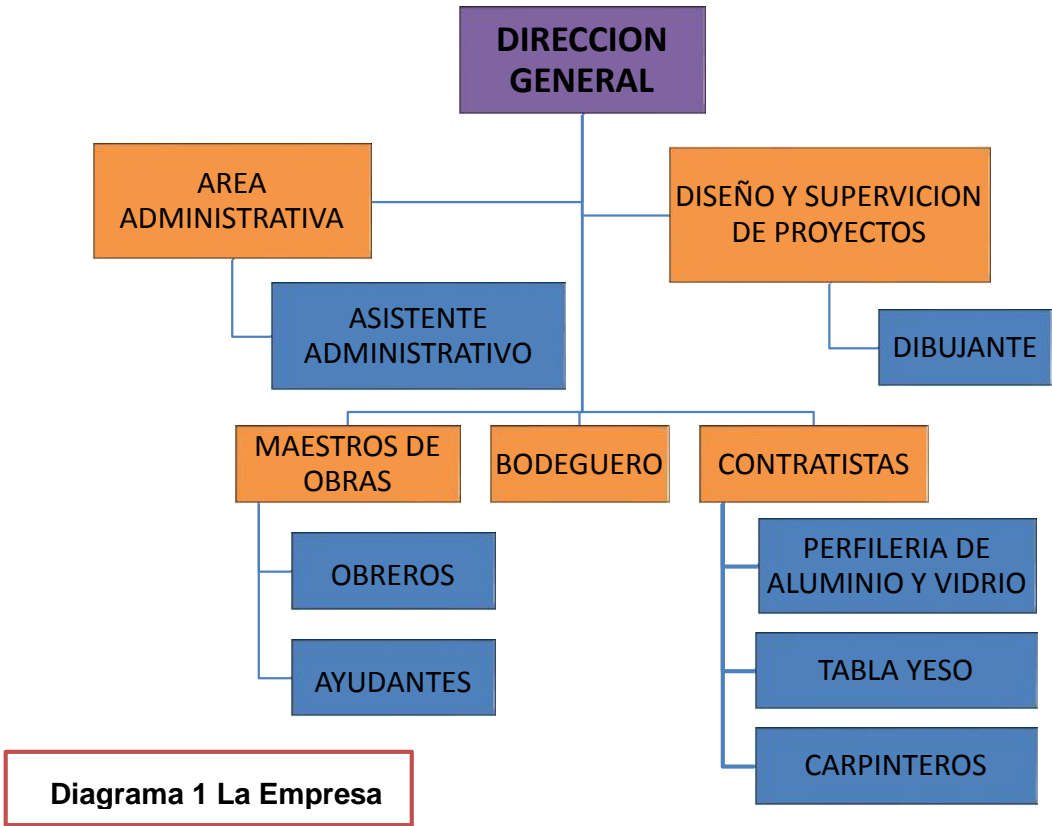 DIRECCION
GENERAL
AREA
ADMINISTRATIVA
DISEÑO Y SUPERVICION
DE PROYECTOS
ASISTENTE
ADMINISTRATIVO
DIBUJANTE
MAESTROS DE
OBRAS
BODEGUERO
CONTRATISTAS
OBREROS
AYUDANTES
PERFILERIA DE
ALUMINIO Y VIDRIO
TABLA YESO
CARPINTEROS
Diagrama 1 La Empresa